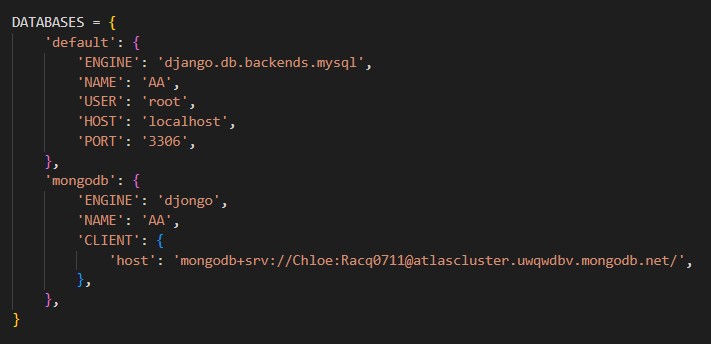 DATABASES = {
    'default': {
        'ENGINE': 'django.db.backends.mysql',
        'NAME': 'AA',
        'USER': 'root',
        'HOST': 'localhost',
        'PORT': '3306',
    },
    'mongodb': {
        'ENGINE': 'djongo',
        'NAME': 'AA',
        'CLIENT': {
            'host': 'mongodb+srv://Chloe:Racq0711@atlascluster.uwqwdbv.mongodb.net/',
        },
    },
}